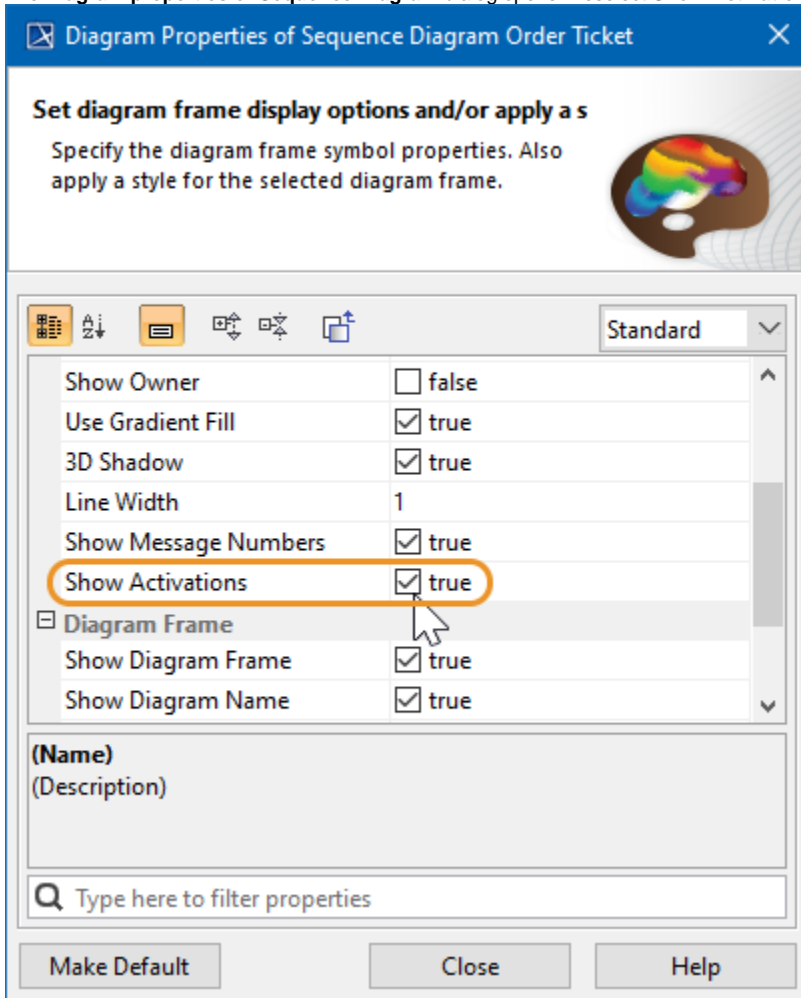 Diagram Properties of Sequence Diagram Order Ticket
Set diagram frame display options and/or apply a s
Specify the diagram frame symbol properties. Also
apply a style for the selected diagram frame.
Standard
Show Owner false
Use Gradient Fill true
3D Shadow true
Line Width 1
Show Message Numbers true
Show Activations true
Diagram Frame
Show Diagram Frame true
Show Diagram Name true
(Name)
(Description)
Type here to filter properties
Make Default Close Help